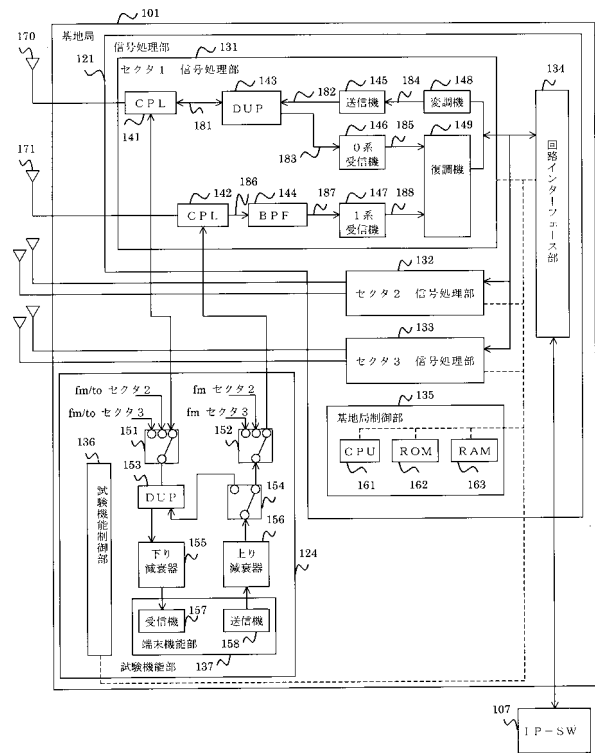 101
170
基地局
信号処理部
131
121
セクタ1 信号処理部
134
143
145
148
182
184
CPL
DUP
送信機
変調機
181
141
146
185
149
183
0系
受信機
復調機
171
142
186
144
187
147
188
CPL
BPF
1系
受信機
回路インターフェース部
132
セクタ2 信号処理部
133
セクタ3 信号処理部
fm/to セクタ2
fm セクタ2
fm/to セクタ3
fm セクタ3
135
基地局制御部
136
151
152
CPU
ROM
RAM
161
162
163
153
154
DUP
試験機能制御部
155
156
124
下り
減衰器
上り
減衰器
受信機
157
送信機
端末機能部
158
試験機能部
137
107
IP-SW